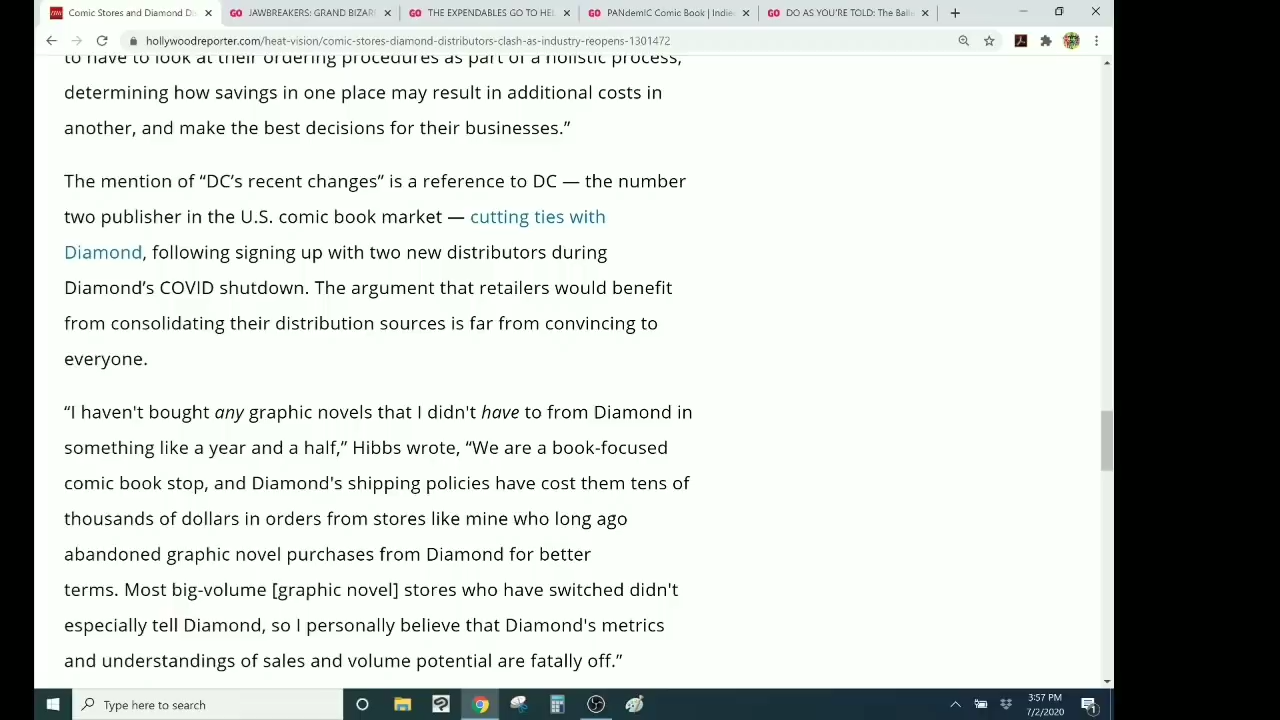 Comic Stores and Diamond Di
JAWBREAKERS: GRAND BIZAR
THE EXPENDABLES GO TO HEL
PANdemIC Comic Book | Indie
DO AS YOU'RE TOLD: The Balle
hollywoodreporter.com/heat-vision/comic-stores-diamond-distributors-clash-as-industry-reopens-1301472
to have to look at their ordering procedures as part of a holistic process,
determining how savings in one place may result in additional costs in
another, and make the best decisions for their businesses.”
The mention of “DC’s recent changes” is a reference to DC — the number
two publisher in the U.S. comic book market — cutting ties with
Diamond, following signing up with two new distributors during
Diamond’s COVID shutdown. The argument that retailers would benefit
from consolidating their distribution sources is far from convincing to
everyone.
“I haven't bought any graphic novels that I didn't have to from Diamond in
something like a year and a half,” Hibbs wrote, “We are a book-focused
comic book stop, and Diamond's shipping policies have cost them tens of
thousands of dollars in orders from stores like mine who long ago
abandoned graphic novel purchases from Diamond for better
terms. Most big-volume [graphic novel] stores who have switched didn't
especially tell Diamond, so I personally believe that Diamond's metrics
and understandings of sales and volume potential are fatally off.”
Type here to search
3:57 PM
7/2/2020